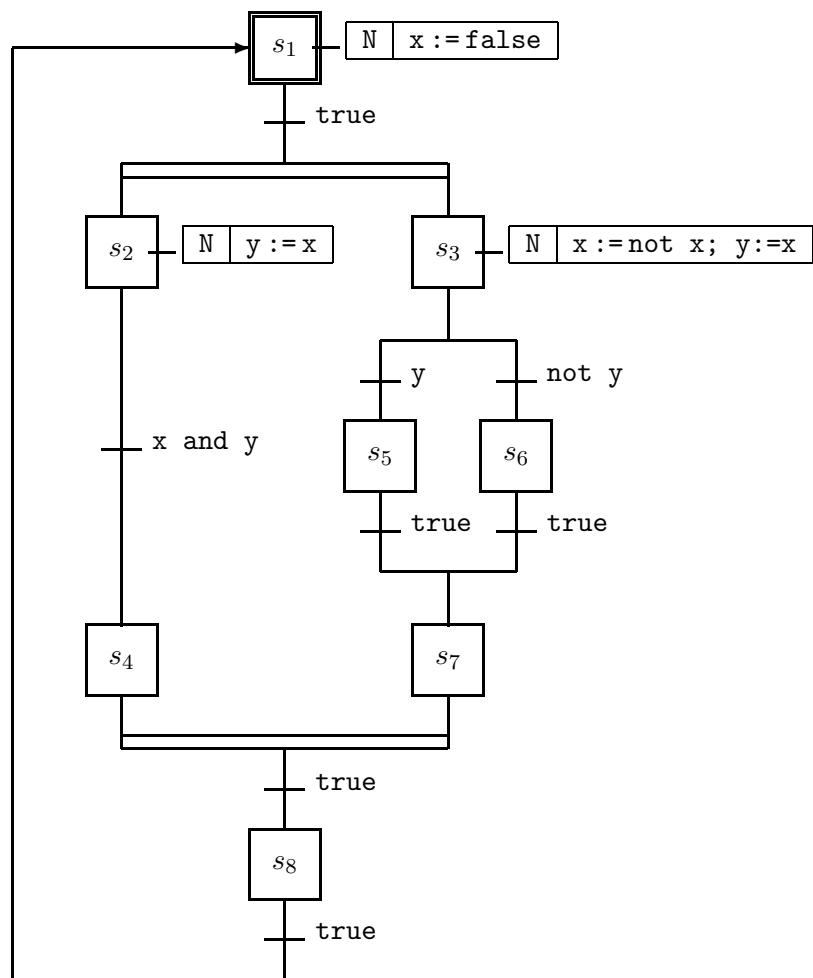 s1 N x:=false
true
s2 N y:=x s3 N x:=not x; y:=x
y not y
x and y s5 s6
true true
s4 s7
true
s8
true